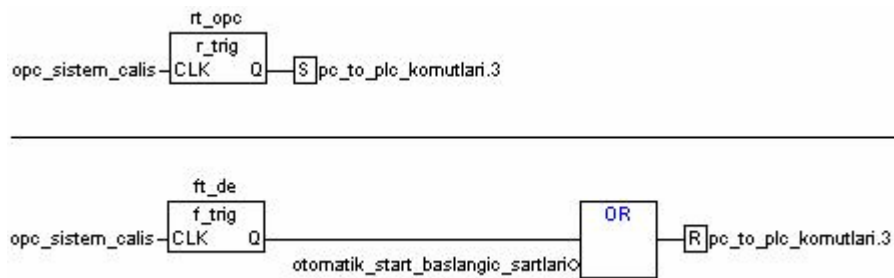 rt_opc
r_trig
opc_sistem_calis CLK Q S pc_to_plc_komutlari.3
ft_de
f_trig OR
opc_sistem_calis CLK Q R pc_to_plc_komutlari.3
otomatik_start_baslangic_sartlari